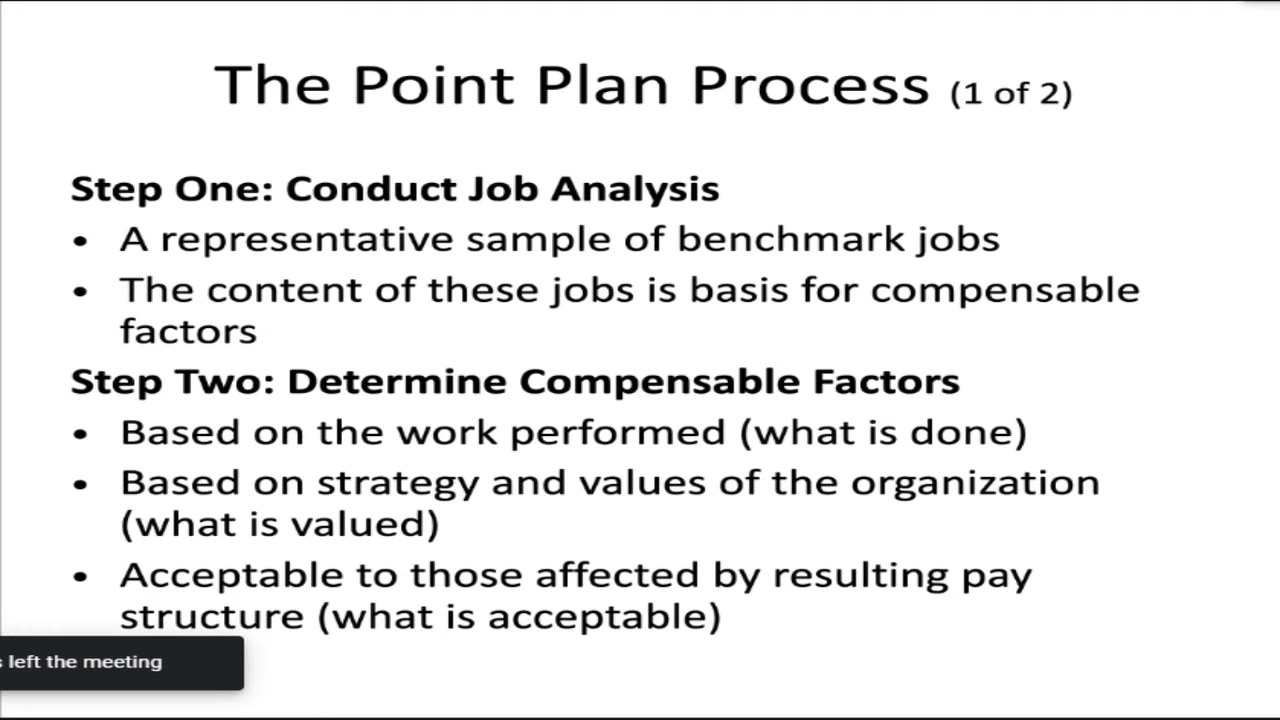 The Point Plan Process (1 of 2)
Step One: Conduct Job Analysis
• A representative sample of benchmark jobs
• The content of these jobs is basis for compensable
factors
Step Two: Determine Compensable Factors
• Based on the work performed (what is done)
• Based on strategy and values of the organization
(what is valued)
• Acceptable to those affected by resulting pay
structure (what is acceptable)
left the meeting